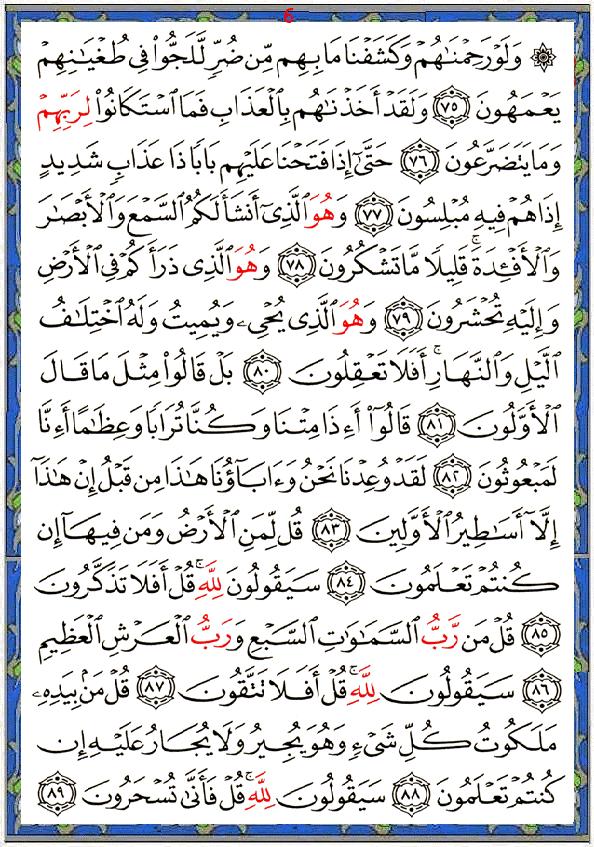 6
۞ وَلَوْ رَحِمْنَٰهُمْ وَكَشَفْنَا مَا بِهِم مِّن ضُرٍّ لَّلَجُّوا۟ فِى طُغْيَٰنِهِمْ
يَعْمَهُونَ ٧٥ وَلَقَدْ أَخَذْنَٰهُم بِٱلْعَذَابِ فَمَا ٱسْتَكَانُوا۟ لِرَبِّهِمْ
وَمَا يَتَضَرَّعُونَ ٧٦ حَتَّىٰٓ إِذَا فَتَحْنَا عَلَيْهِم بَابًا ذَا عَذَابٍ شَدِيدٍ
إِذَا هُمْ فِيهِ مُبْلِسُونَ ٧٧ وَهُوَ ٱلَّذِىٓ أَنشَأَ لَكُمُ ٱلسَّمْعَ وَٱلْأَبْصَٰرَ
وَٱلْأَفْـِٔدَةَ ۚ قَلِيلًا مَّا تَشْكُرُونَ ٧٨ وَهُوَ ٱلَّذِى ذَرَأَكُمْ فِى ٱلْأَرْضِ
وَإِلَيْهِ تُحْشَرُونَ ٧٩ وَهُوَ ٱلَّذِى يُحْىِۦ وَيُمِيتُ وَلَهُ ٱخْتِلَٰفُ
ٱلَّيْلِ وَٱلنَّهَارِ ۚ أَفَلَا تَعْقِلُونَ ٨٠ بَلْ قَالُوا۟ مِثْلَ مَا قَالَ
ٱلْأَوَّلُونَ ٨١ قَالُوٓا۟ أَءِذَا مِتْنَا وَكُنَّا تُرَابًا وَعِظَٰمًا أَءِنَّا
لَمَبْعُوثُونَ ٨٢ لَقَدْ وُعِدْنَا نَحْنُ وَءَابَآؤُنَا هَٰذَا مِن قَبْلُ إِنْ هَٰذَآ
إِلَّآ أَسَٰطِيرُ ٱلْأَوَّلِينَ ٨٣ قُل لِّمَنِ ٱلْأَرْضُ وَمَن فِيهَآ إِن
كُنتُمْ تَعْلَمُونَ ٨٤ سَيَقُولُونَ لِلَّهِ ۚ قُلْ أَفَلَا تَذَكَّرُونَ
٨٥ قُلْ مَن رَّبُّ ٱلسَّمَٰوَٰتِ ٱلسَّبْعِ وَرَبُّ ٱلْعَرْشِ ٱلْعَظِيمِ
٨٦ سَيَقُولُونَ لِلَّهِ ۚ قُلْ أَفَلَا تَتَّقُونَ ٨٧ قُلْ مَنۢ بِيَدِهِۦ
مَلَكُوتُ كُلِّ شَىْءٍ وَهُوَ يُجِيرُ وَلَا يُجَارُ عَلَيْهِ إِن
كُنتُمْ تَعْلَمُونَ ٨٨ سَيَقُولُونَ لِلَّهِ ۚ قُلْ فَأَنَّىٰ تُسْحَرُونَ ٨٩